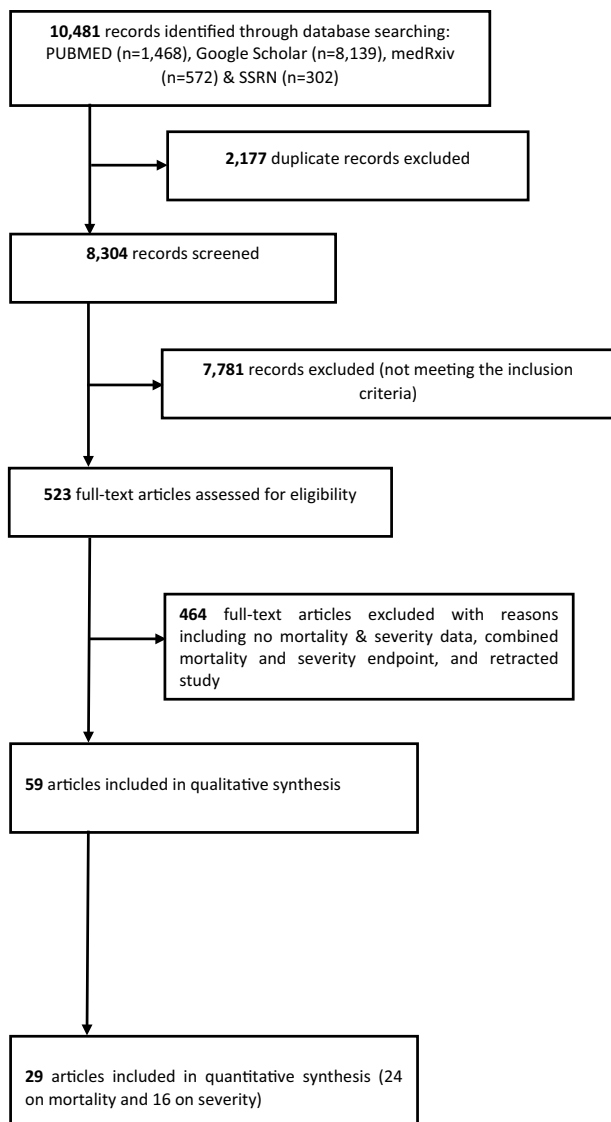 10,481 records identified through database searching:
PUBMED (n=1,468), Google Scholar (n=8,139), medRxiv
(n=572) & SSRN (n=302)
2,177 duplicate records excluded
8,304 records screened
7,781 records excluded (not meeting the inclusion
criteria)
523 full-text articles assessed for eligibility
464 full-text articles excluded with reasons
including no mortality & severity data, combined
mortality and severity endpoint, and retracted
study
59 articles included in qualitative synthesis
29 articles included in quantitative synthesis (24
on mortality and 16 on severity)